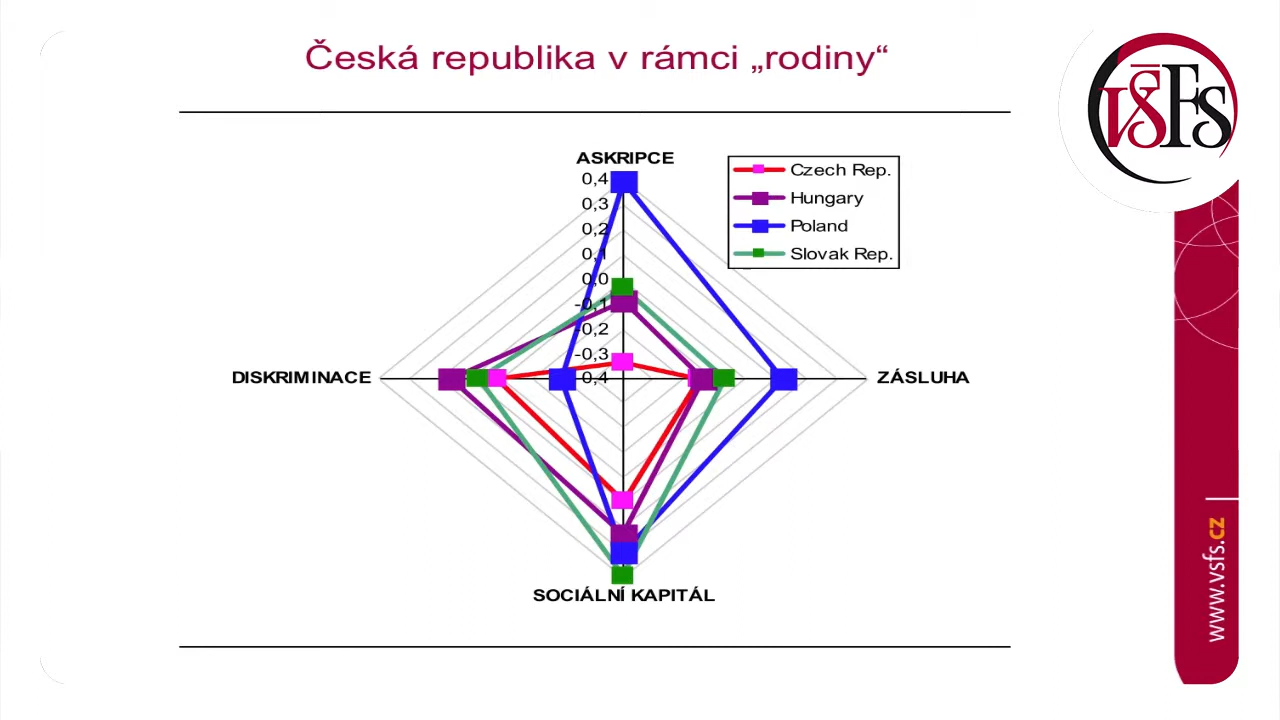 Česká republika v rámci „rodiny“
VŠFS
ASKRIPCE
0,4
0,3
0,2
0,1
0,0
-0,1
-0,2
-0,3
-0,4
Czech Rep.
Hungary
Poland
Slovak Rep.
DISKRIMINACE
ZÁSLUHA
SOCIÁLNÍ KAPITÁL
www.vsfs.cz